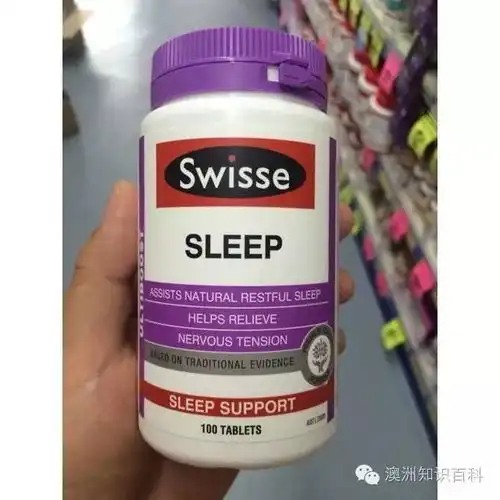 Swisse
SLEEP
ULTIBOOST
ASSISTS NATURAL RESTFUL SLEEP
HELPS RELIEVE
NERVOUS TENSION
BASED ON TRADITIONAL EVIDENCE
SLEEP SUPPORT
100 TABLETS
澳洲知识百科